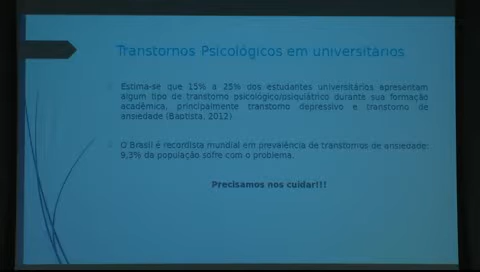 Transtornos Psicológicos em universitários
Estima-se que 15% a 25% dos estudantes universitários apresentam
algum tipo de transtorno psicológico/psiquiátrico durante sua formação
acadêmica, principalmente transtorno depressivo e transtorno de
ansiedade (Baptista, 2012).
O Brasil é recordista mundial em prevalência de transtornos de ansiedade:
9,3% da população sofre com o problema.
Precisamos nos cuidar!!!